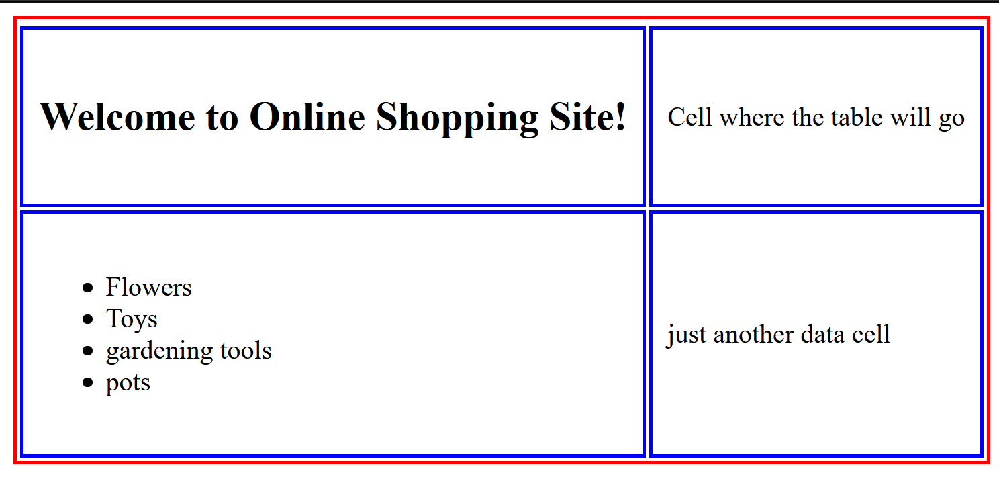 Welcome to Online Shopping Site!
Cell where the table will go
Flowers
Toys
gardening tools
pots
just another data cell